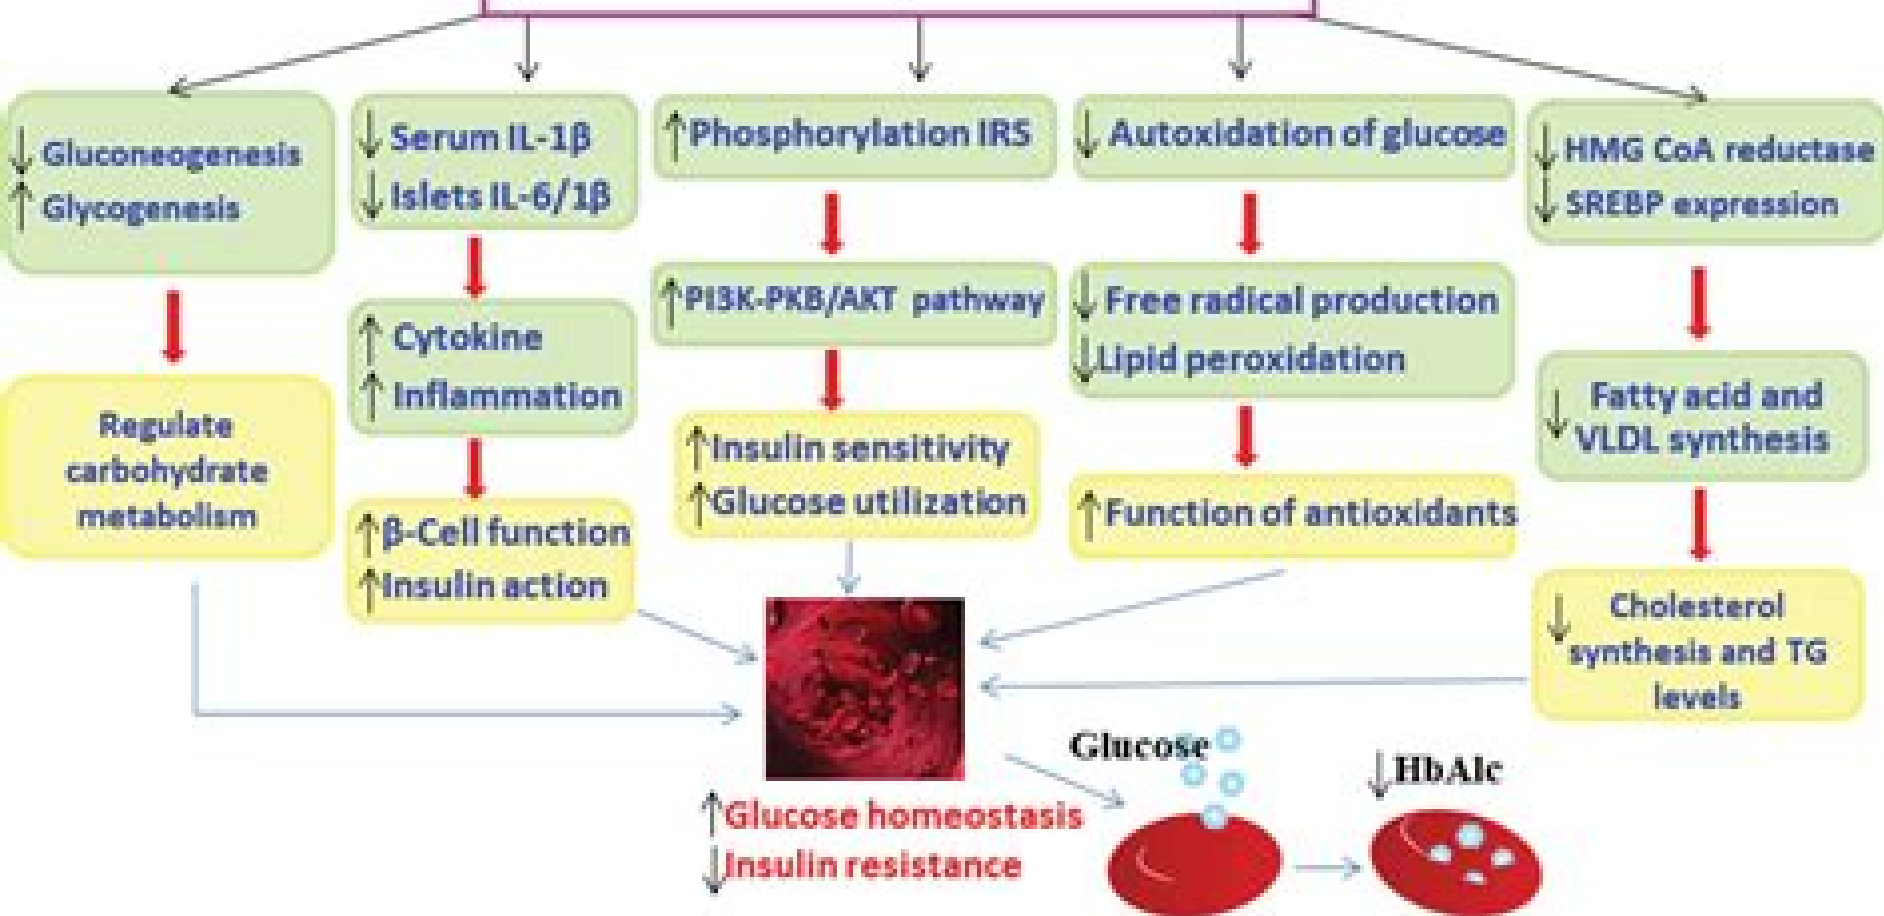 ↓ Gluconeogenesis
↑ Glycogenesis
Regulate
carbohydrate
metabolism
↓ Serum IL-1β
↓ Islets IL-6/1β
↑ Cytokine
↑ Inflammation
↑β-Cell function
↑Insulin action
↑Phosphorylation IRS
↑PI3K-PKB/AKT pathway
↑Insulin sensitivity
↑Glucose utilization
↓ Autoxidation of glucose
↓ Free radical production
↓Lipid peroxidation
↑Function of antioxidants
↓HMG CoA reductase
↓ SREBP expression
↓ Fatty acid and
VLDL synthesis
↓ Cholesterol
synthesis and TG
levels
↑Glucose homeostasis
↓Insulin resistance
Glucose
↓HbAlc